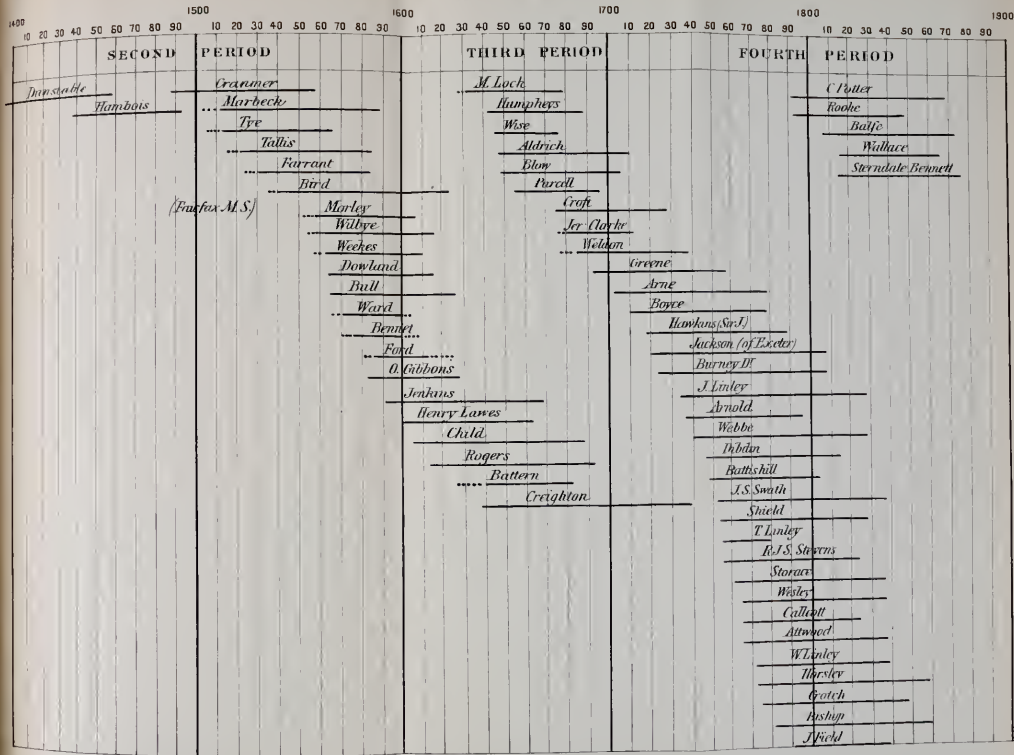 1400 1500 1600 1700 1800 1900
10 20 30 40 50 60 70 80 90 10 20 30 40 50 60 70 80 90 10 20 30 40 50 60 70 80 90 10 20 30 40 50 60 70 80 90 10 20 30 40 50 60 70 80 90
SECOND PERIOD THIRD PERIOD FOURTH PERIOD
Dunstable
Hambois
Cranmer
Marbeck
Tye
Tallis
Farrant
Bird
(Fairfax M.S.)
Morley
Wilbye
Weekes
Dowland
Bull
Ward
Bennet
Ford
O. Gibbons
Jenkins
Henry Lawes
Child
Rogers
Battern
Creighton
M. Lock
Humpheys
Wise
Aldrich
Blow
Purcell
Croft
Jer Clarke
Weldon
Greene
Arne
Boyce
Hawkins (Sir J.)
Jackson (of Exeter)
Burney Dr.
J. Linley
Arnold
Webbe
Dibdin
Battishill
J. S. Swath
Shield
T. Linley
R. J. S. Stevens
Storace
Wesley
Callcott
Attwood
W. Linley
Horsley
Crotch
Bishop
J. Field
C Potter
Rooke
Balfe
Wallace
Sterndale Bennett